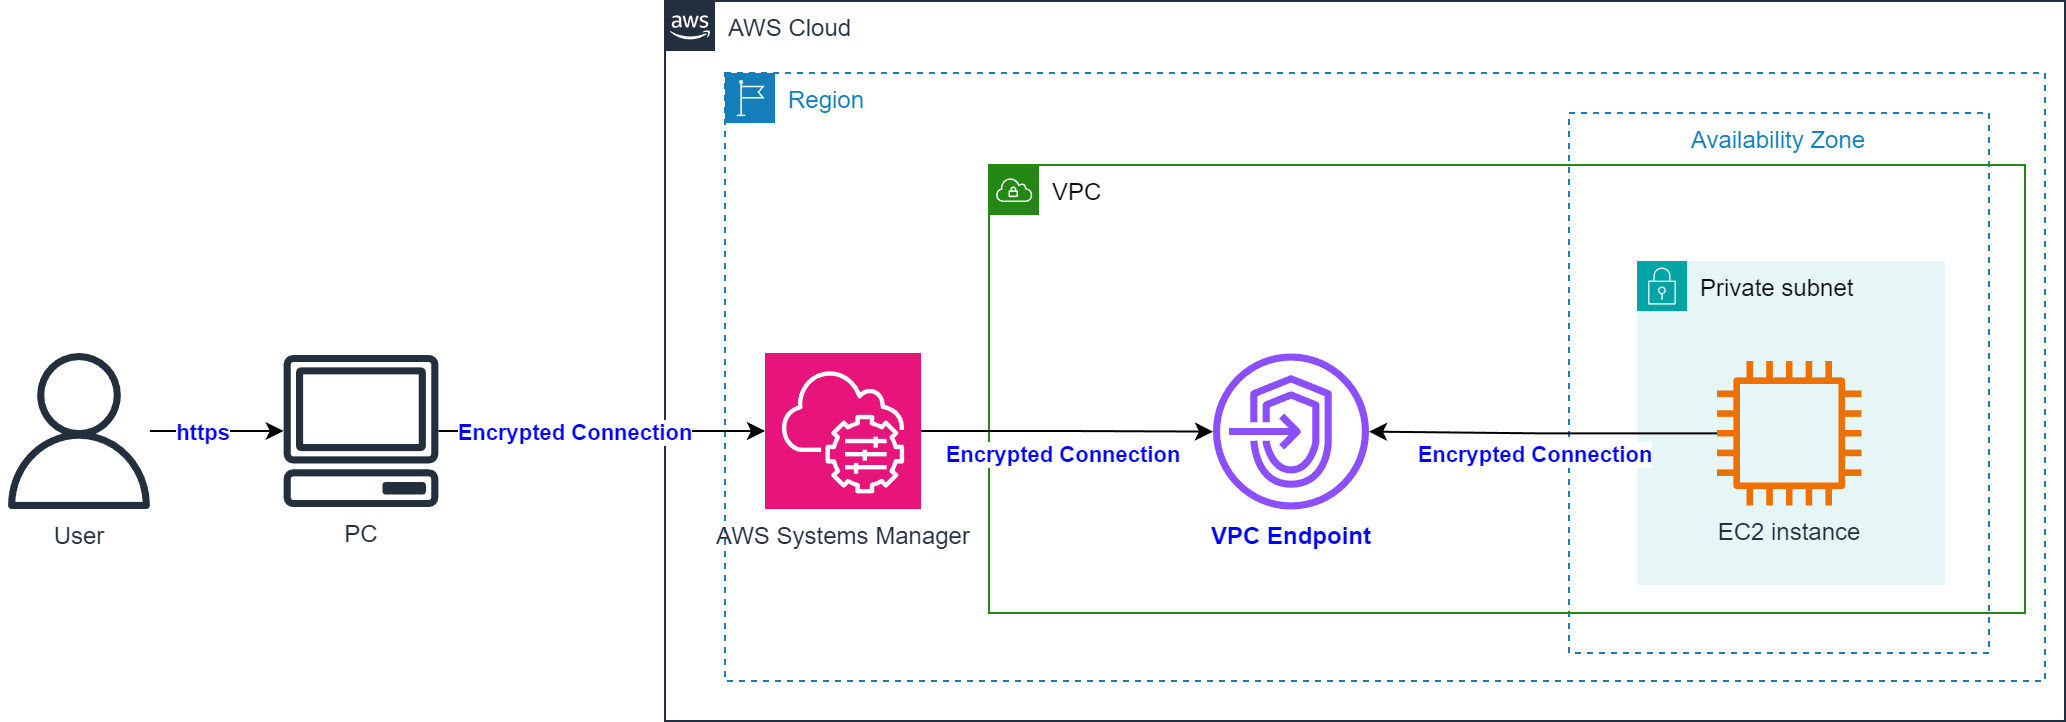 aws
AWS Cloud
Region
Availability Zone
VPC
Private subnet
https
Encrypted Connection
Encrypted Connection
Encrypted Connection
User
PC
AWS Systems Manager
VPC Endpoint
EC2 instance